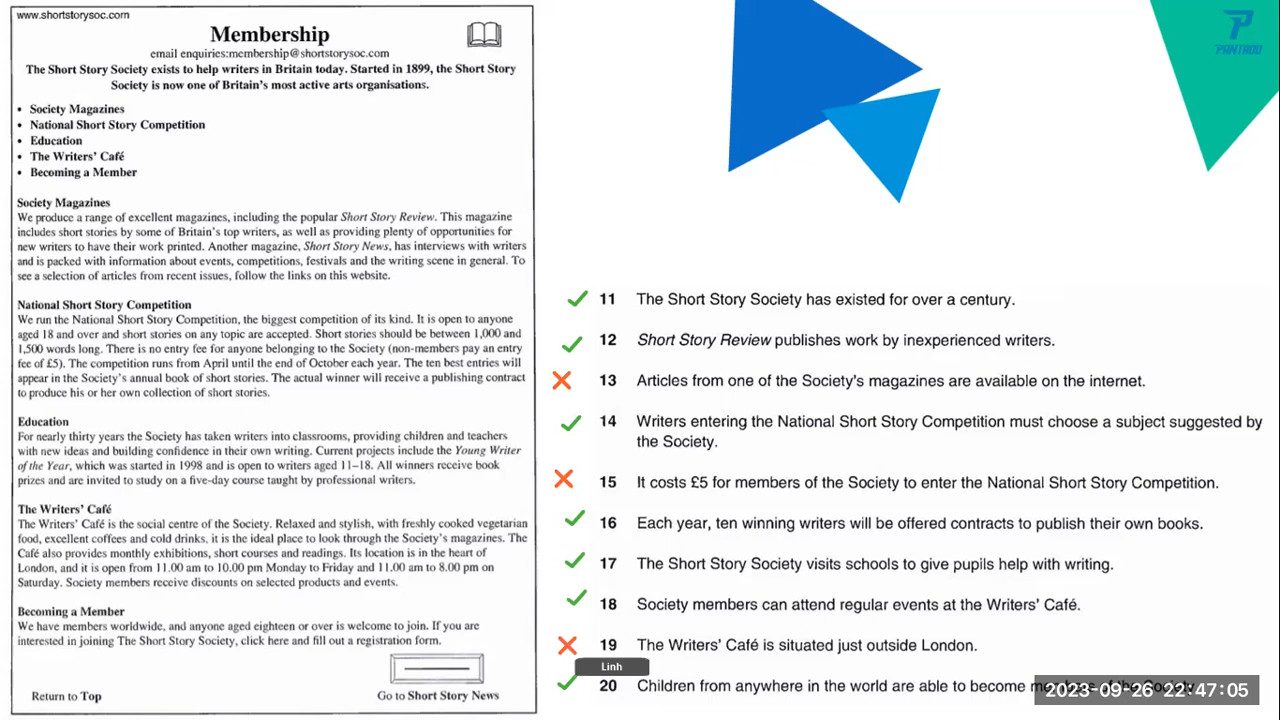 www.shortstorysoc.com
Membership
email enquiries:membership@shortstorysoc.com
The Short Story Society exists to help writers in Britain today. Started in 1899, the Short Story
Society is now one of Britain's most active arts organisations.
• Society Magazines
• National Short Story Competition
• Education
• The Writers' Café
• Becoming a Member
Society Magazines
We produce a range of excellent magazines, including the popular Short Story Review. This magazine
includes short stories by some of Britain's top writers, as well as providing plenty of opportunities for
new writers to have their work printed. Another magazine, Short Story News, has interviews with writers
and is packed with information about events, competitions, festivals and the writing scene in general. To
see a selection of articles from recent issues, follow the links on this website.
National Short Story Competition
We run the National Short Story Competition, the biggest competition of its kind. It is open to anyone
aged 18 and over and short stories on any topic are accepted. Short stories should be between 1,000 and
1,500 words long. There is no entry fee for anyone belonging to the Society (non-members pay an entry
fee of £5). The competition runs from April until the end of October each year. The ten best entries will
appear in the Society's annual book of short stories. The actual winner will receive a publishing contract
to produce his or her own collection of short stories.
Education
For nearly thirty years the Society has taken writers into classrooms, providing children and teachers
with new ideas and building confidence in their own writing. Current projects include the Young Writer
of the Year, which was started in 1998 and is open to writers aged 11–18. All winners receive book
prizes and are invited to study on a five-day course taught by professional writers.
The Writers' Café
The Writers' Café is the social centre of the Society. Relaxed and stylish, with freshly cooked vegetarian
food, excellent coffees and cold drinks, it is the ideal place to look through the Society's magazines. The
Café also provides monthly exhibitions, short courses and readings. Its location is in the heart of
London, and it is open from 11.00 am to 10.00 pm Monday to Friday and 11.00 am to 8.00 pm on
Saturday. Society members receive discounts on selected products and events.
Becoming a Member
We have members worldwide, and anyone aged eighteen or over is welcome to join. If you are
interested in joining The Short Story Society, click here and fill out a registration form.
Return to Top
Go to Short Story News
PANTADO
11 The Short Story Society has existed for over a century.
12 Short Story Review publishes work by inexperienced writers.
13 Articles from one of the Society's magazines are available on the internet.
14 Writers entering the National Short Story Competition must choose a subject suggested by
the Society.
15 It costs £5 for members of the Society to enter the National Short Story Competition.
16 Each year, ten winning writers will be offered contracts to publish their own books.
17 The Short Story Society visits schools to give pupils help with writing.
18 Society members can attend regular events at the Writers' Café.
19 The Writers' Café is situated just outside London.
Linh
20 Children from anywhere in the world are able to become
2023-09-26 22:47:05